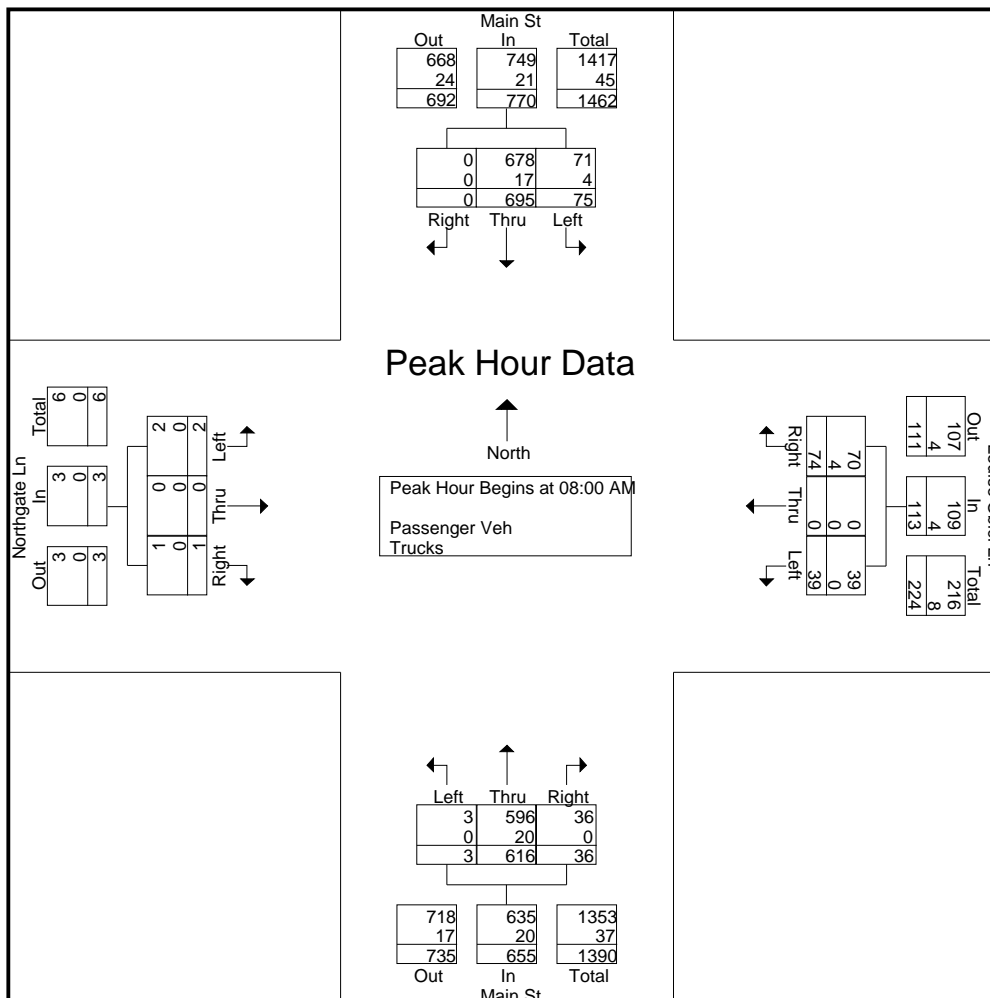 Main St
Out In Total
668 749 1417
24 21 45
692 770 1462
0 678 71
0 17 4
0 695 75
Right Thru Left
Peak Hour Data
North
Peak Hour Begins at 08:00 AM
Passenger Veh
Trucks
Northgate Ln
Total In Out
6 3 3
0 0 0
6 3 3
2 0 1
0 0 0
2 0 1
Left Thru Right
Right Thru Left
74 0 39
4 0 0
70 0 39
111 113 224
4 4 8
107 109 216
Out In Total
Left Thru Right
3 596 36
0 20 0
3 616 36
718 635 1353
17 20 37
735 655 1390
Out In Total
Main St